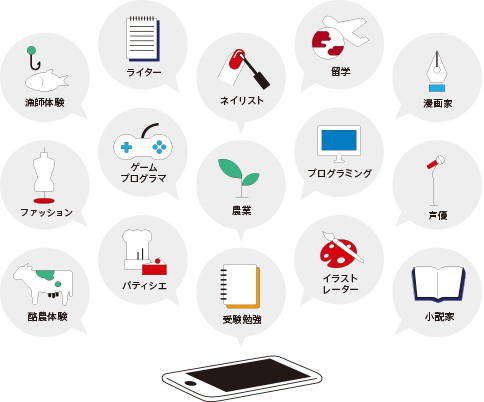 ライター
ネイリスト
留学
漁師体験
漫画家
ゲーム
プログラマ
プログラミング
ファッション
農業
声優
パティシエ
イラスト
レーター
酪農体験
受験勉強
小説家